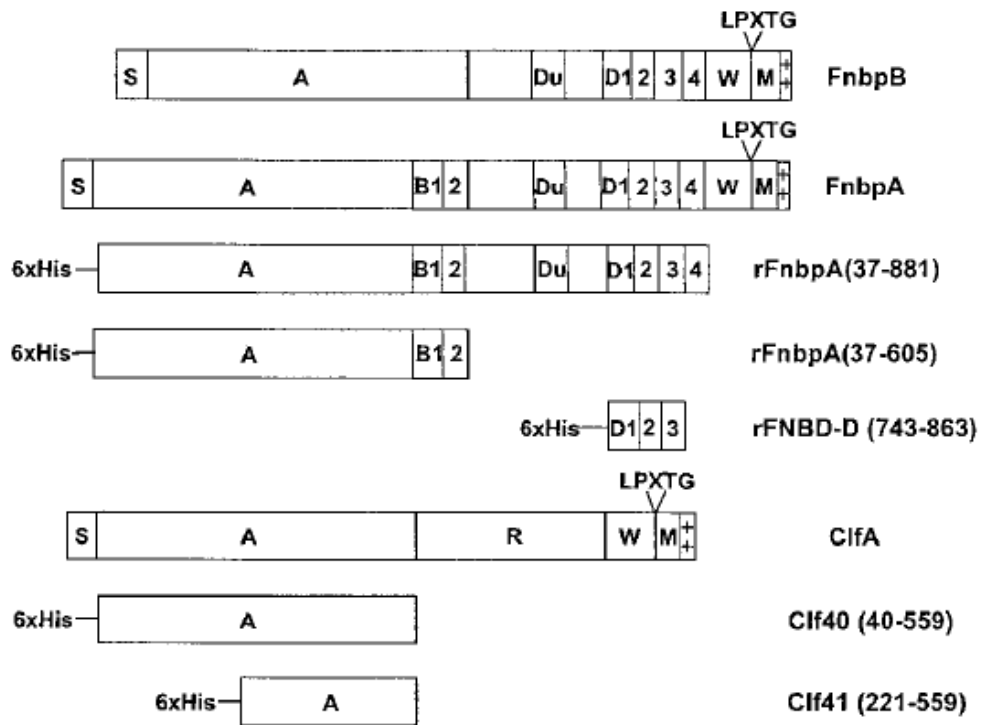 LPXTG
S A Du D1 2 3 4 W M + + FnbpB
LPXTG
S A B1 2 Du D1 2 3 4 W M + + FnbpA
6xHis A B1 2 Du D1 2 3 4 rFnbpA(37-881)
6xHis A B1 2 rFnbpA(37-605)
6xHis D1 2 3 rFNBD-D (743-863)
LPXTG
S A R W M + + ClfA
6xHis A Clf40 (40-559)
6xHis A Clf41 (221-559)